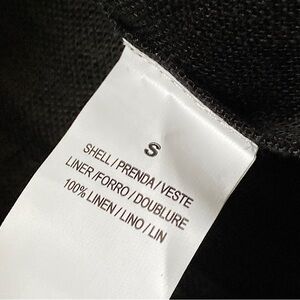 S
SHELL / PRENDA / VESTE
LINER / FORRO / DOUBLURE
100% LINEN / LINO / LIN